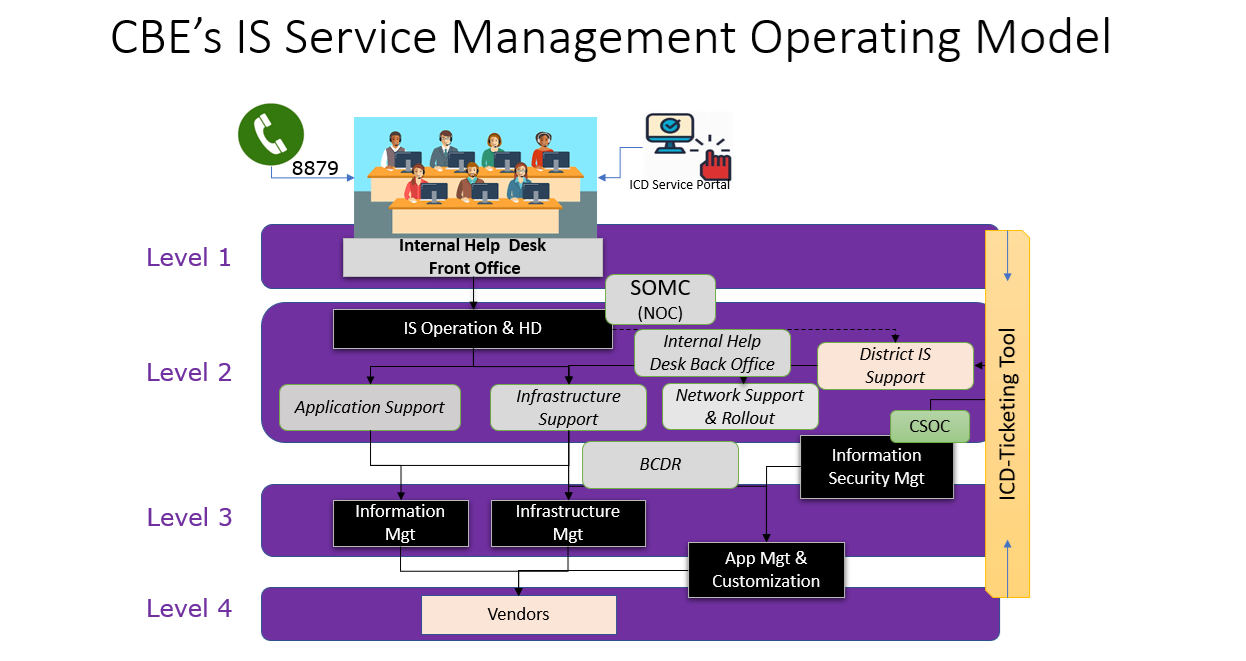 CBE's IS Service Management Operating Model
8879
ICD Service Portal
Level 1
Internal Help Desk
Front Office
SOMC
(NOC)
Level 2
IS Operation & HD
Internal Help
Desk Back Office
District IS
Support
Application Support
Infrastructure
Support
Network Support
& Rollout
CSOC
ICD-Ticketing Tool
BCDR
Information
Security Mgt
Level 3
Information
Mgt
Infrastructure
Mgt
App Mgt &
Customization
Level 4
Vendors